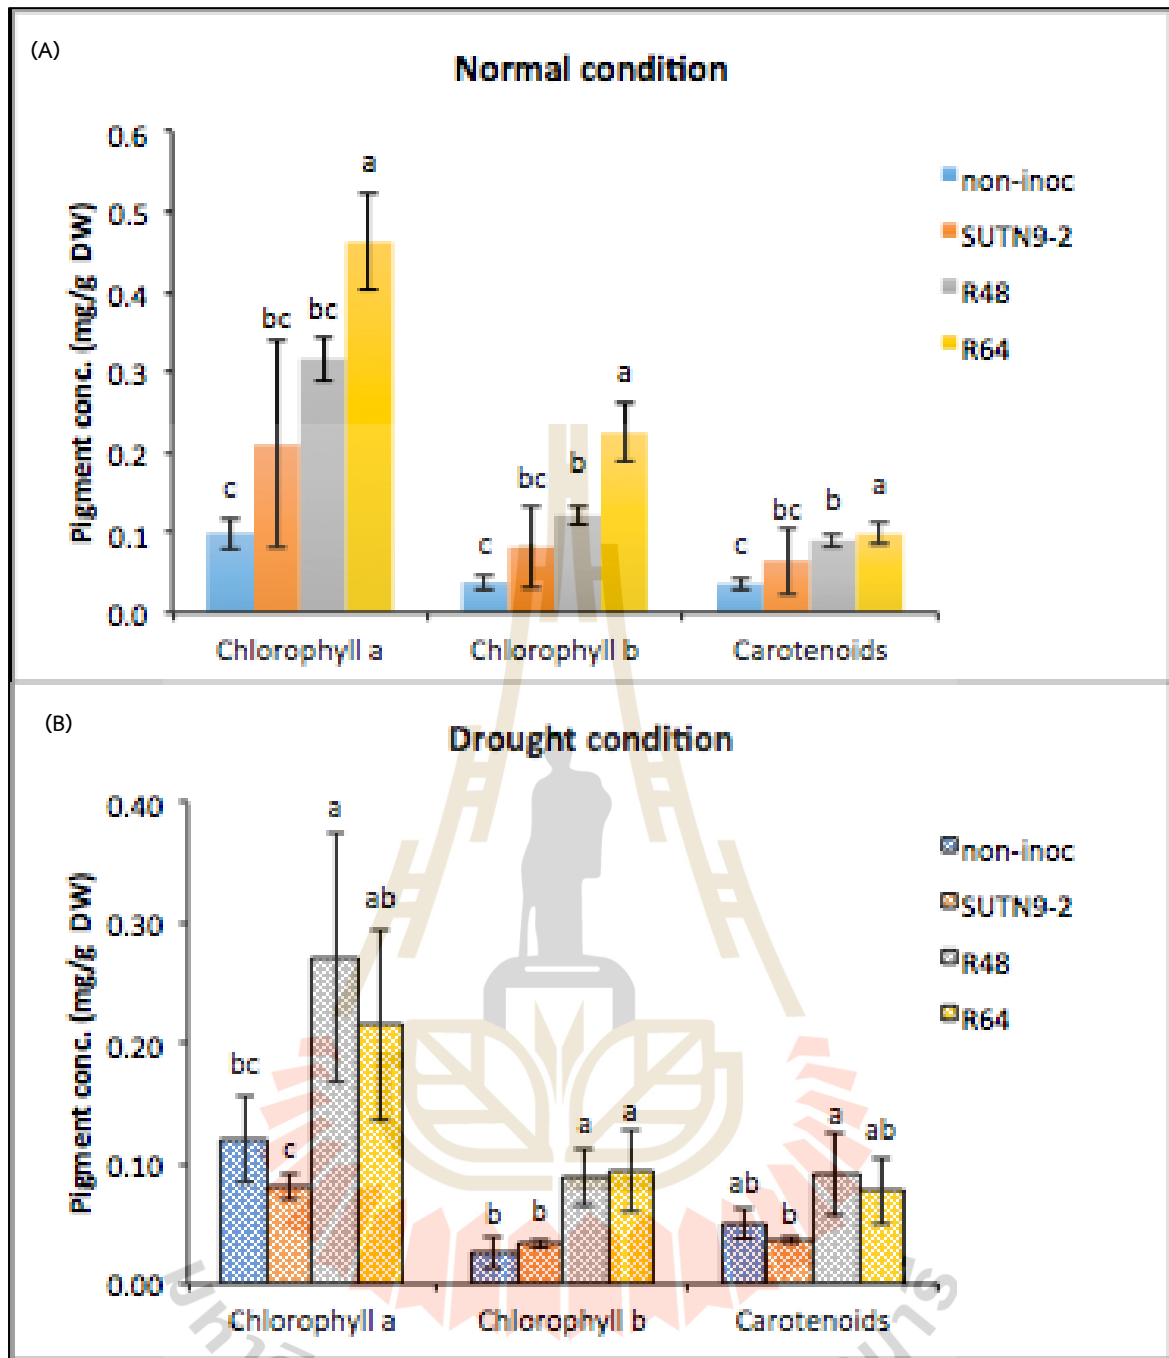 (A)
Normal condition
Pigment conc. (mg/g DW)
0.6
0.5
0.4
0.3
0.2
0.1
0.0
a
bc
bc
c
a
b
bc
c
a
b
bc
c
Chlorophyll a
Chlorophyll b
Carotenoids
non-inoc
SUTN9-2
R48
R64
(B)
Drought condition
Pigment conc. (mg/g DW)
0.40
0.30
0.20
0.10
0.00
bc
c
a
ab
b
b
a
a
ab
b
a
ab
Chlorophyll a
Chlorophyll b
Carotenoids
non-inoc
SUTN9-2
R48
R64